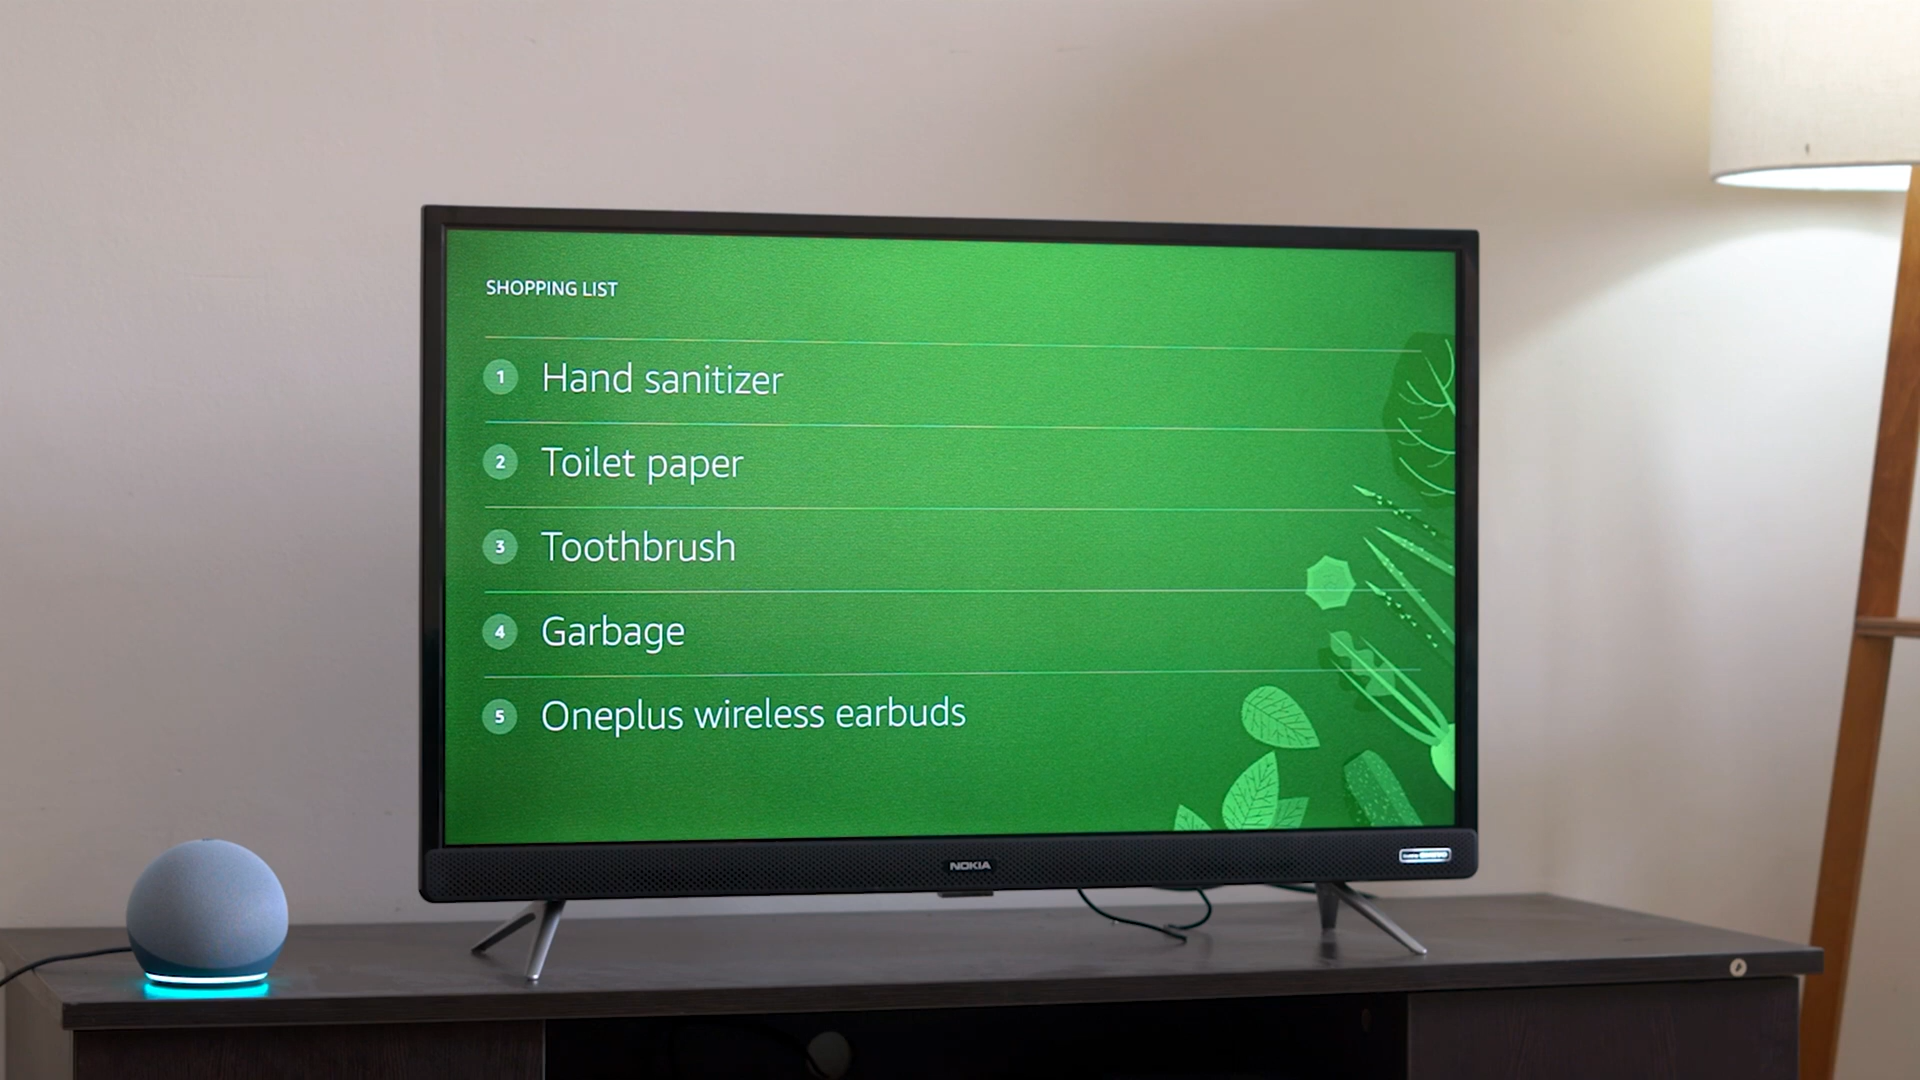 SHOPPING LIST
1 Hand sanitizer
2 Toilet paper
3 Toothbrush
4 Garbage
5 Oneplus wireless earbuds
NOKIA